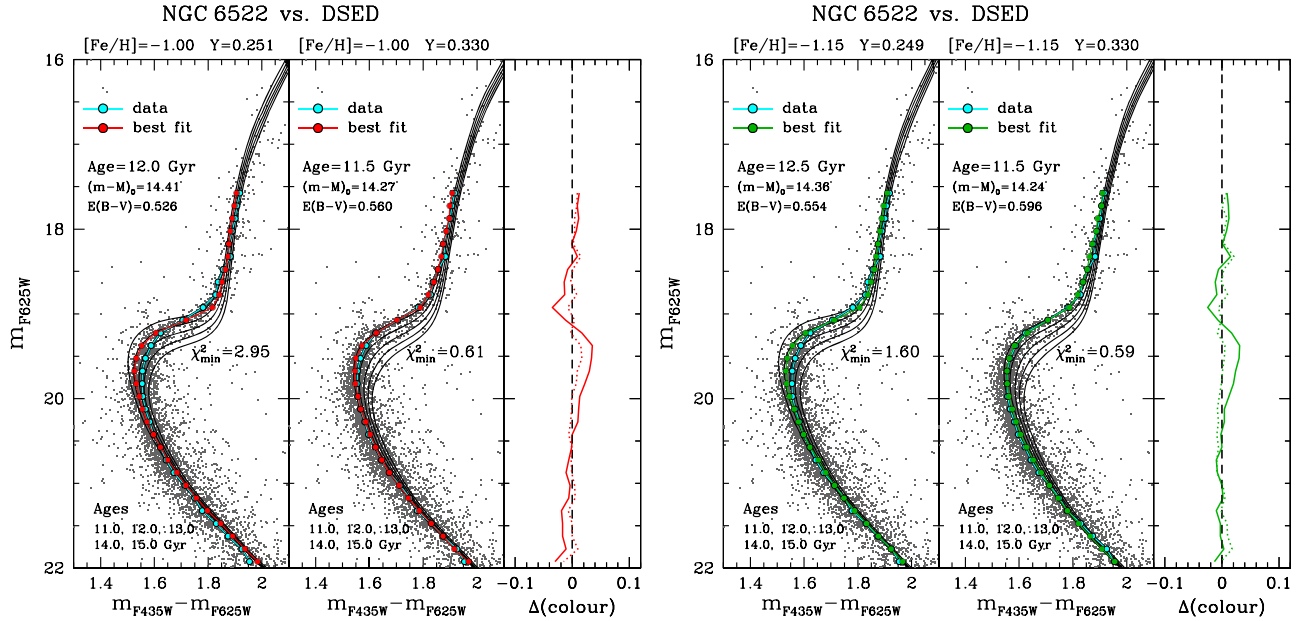 NGC 6522 vs. DSED
[Fe/H]=−1.00 Y=0.251
[Fe/H]=−1.00 Y=0.330
data
best fit
Age=12.0 Gyr
(m−M)₀=14.41
E(B−V)=0.526
χ²min=2.95
Ages
11.0, 12.0, 13.0,
14.0, 15.0 Gyr
data
best fit
Age=11.5 Gyr
(m−M)₀=14.27
E(B−V)=0.560
χ²min=0.61
Ages
11.0, 12.0, 13.0,
14.0, 15.0 Gyr
16
18
20
22
mF625W
1.4 1.6 1.8 2
1.4 1.6 1.8 2
−0.1 0 0.1
mF435W−mF625W
mF435W−mF625W
Δ(colour)
NGC 6522 vs. DSED
[Fe/H]=−1.15 Y=0.249
[Fe/H]=−1.15 Y=0.330
data
best fit
Age=12.5 Gyr
(m−M)₀=14.36
E(B−V)=0.554
χ²min=1.60
Ages
11.0, 12.0, 13.0,
14.0, 15.0 Gyr
data
best fit
Age=11.5 Gyr
(m−M)₀=14.24
E(B−V)=0.596
χ²min=0.59
Ages
11.0, 12.0, 13.0,
14.0, 15.0 Gyr
16
18
20
22
mF625W
1.4 1.6 1.8 2
1.4 1.6 1.8 2
−0.1 0 0.1
mF435W−mF625W
mF435W−mF625W
Δ(colour)